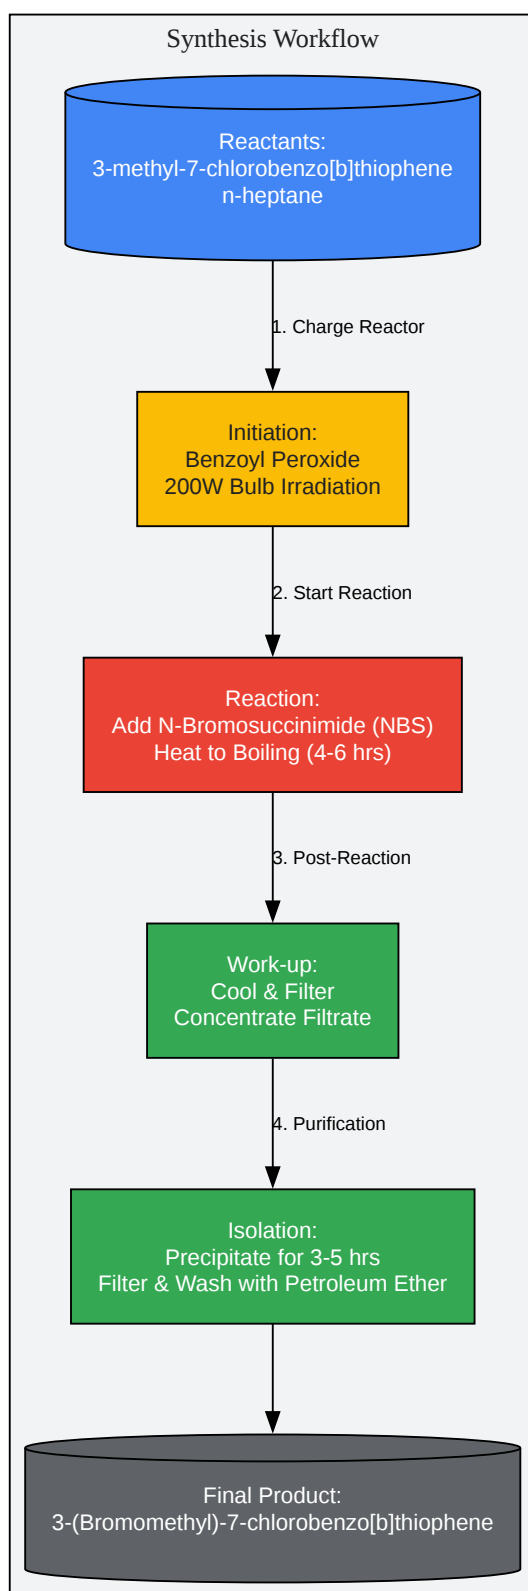 Synthesis Workflow
Reactants:
3-methyl-7-chlorobenzo[b]thiophene
n-heptane
1. Charge Reactor
Initiation:
Benzoyl Peroxide
200W Bulb Irradiation
2. Start Reaction
Reaction:
Add N-Bromosuccinimide (NBS)
Heat to Boiling (4-6 hrs)
3. Post-Reaction
Work-up:
Cool & Filter
Concentrate Filtrate
4. Purification
Isolation:
Precipitate for 3-5 hrs
Filter & Wash with Petroleum Ether
Final Product:
3-(Bromomethyl)-7-chlorobenzo[b]thiophene